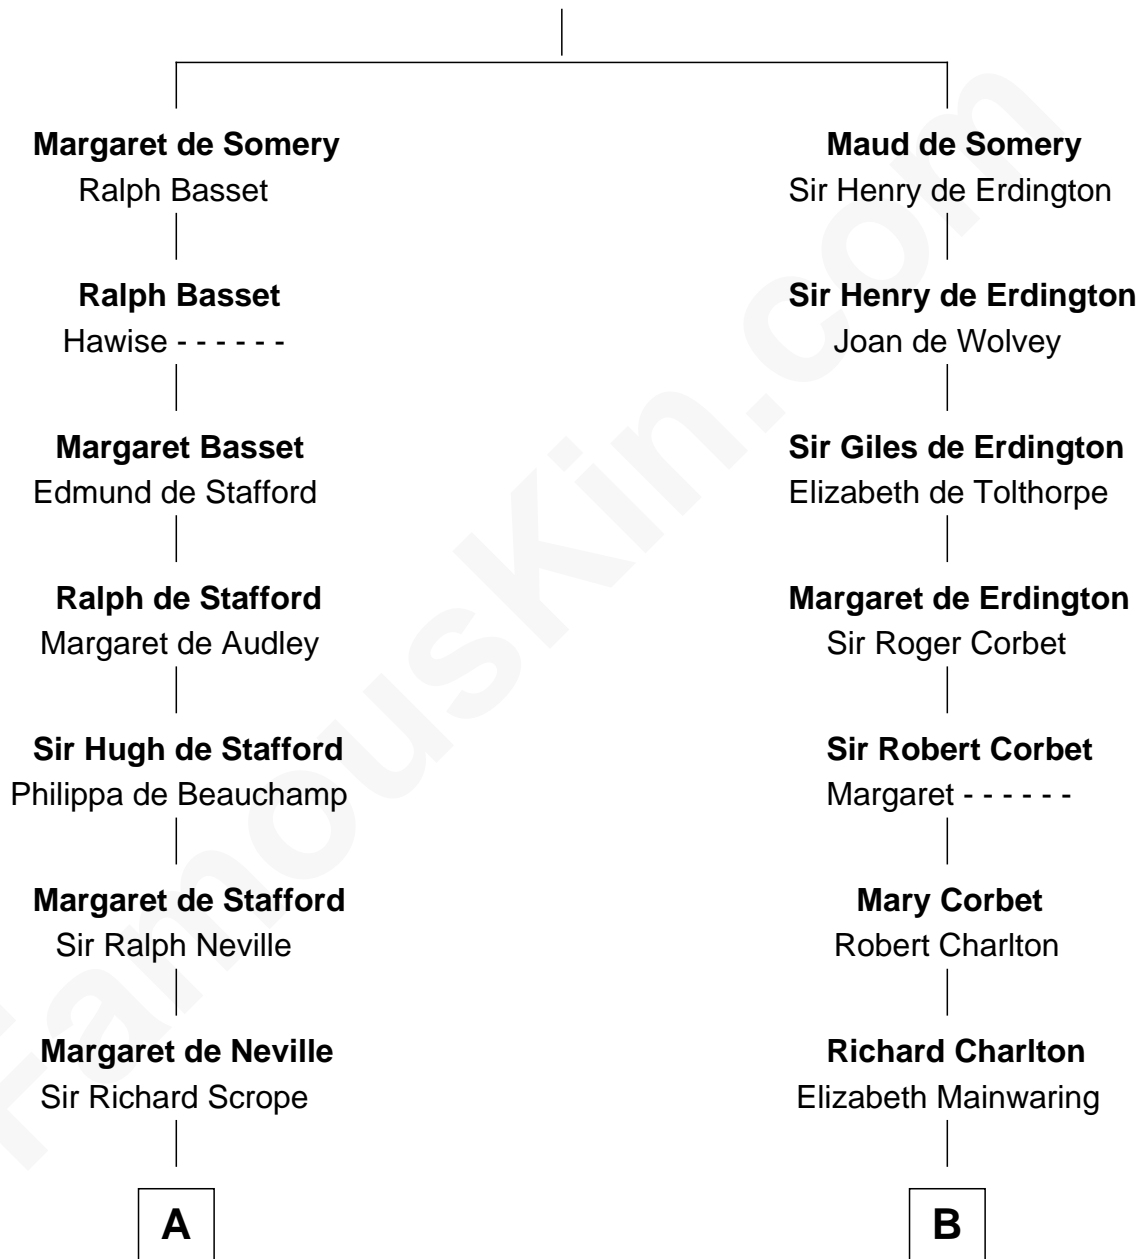 Margaret de Somery
Ralph Basset
Ralph Basset
Hawise - - - - - -
Margaret Basset
Edmund de Stafford
Ralph de Stafford
Margaret de Audley
Sir Hugh de Stafford
Philippa de Beauchamp
Margaret de Stafford
Sir Ralph Neville
Margaret de Neville
Sir Richard Scrope
A
Maud de Somery
Sir Henry de Erdington
Sir Henry de Erdington
Joan de Wolvey
Sir Giles de Erdington
Elizabeth de Tolthorpe
Margaret de Erdington
Sir Roger Corbet
Sir Robert Corbet
Margaret - - - - - -
Mary Corbet
Robert Charlton
Richard Charlton
Elizabeth Mainwaring
B
FamousKin.com